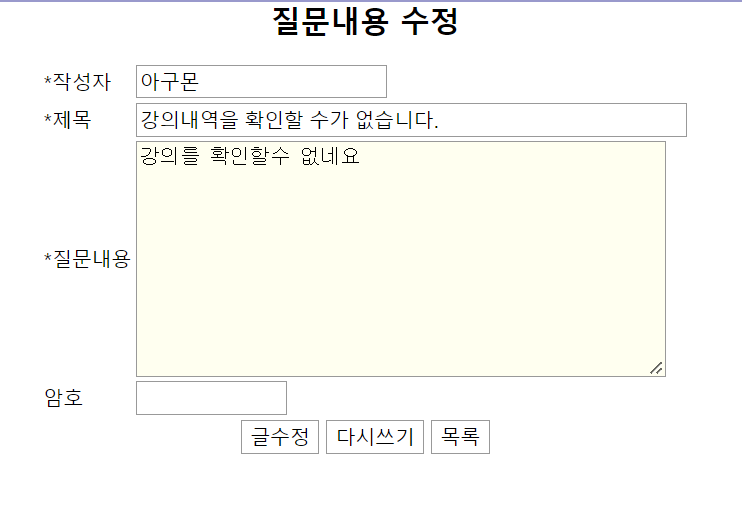 질문내용 수정
*작성자 아구몬
*제목 강의내역을 확인할 수가 없습니다.
강의를 확인할수 없네요
*질문내용
암호
글수정 다시쓰기 목록